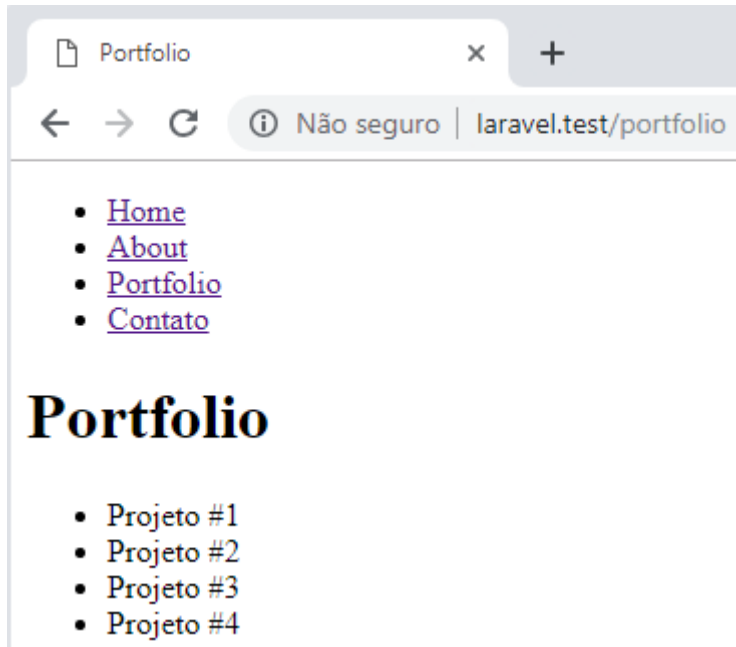 Portfolio
Não seguro | laravel.test/portfolio
Home
About
Portfolio
Contato
Portfolio
Projeto #1
Projeto #2
Projeto #3
Projeto #4